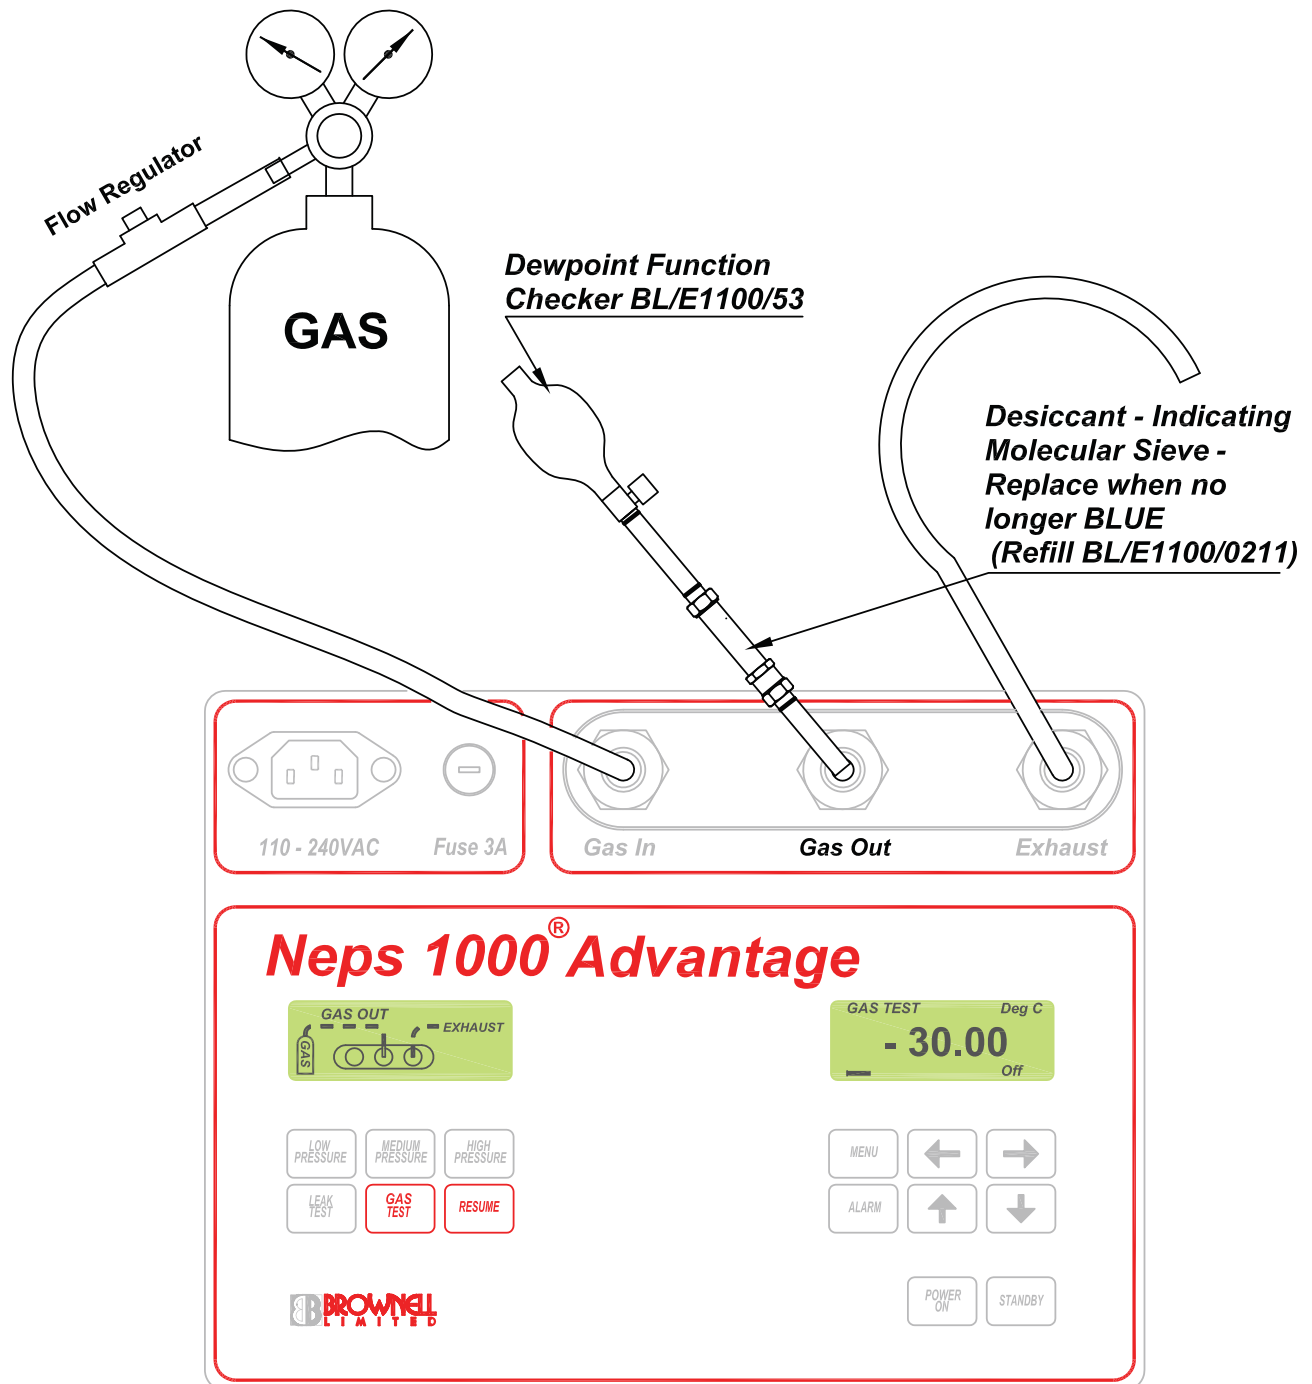 Flow Regulator
GAS
Dewpoint Function
Checker BL/E1100/53
Desiccant - Indicating
Molecular Sieve -
Replace when no
longer BLUE
(Refill BL/E1100/0211)
110 - 240VAC
Fuse 3A
Gas In
Gas Out
Exhaust
Neps 1000® Advantage
GAS OUT
EXHAUST
GAS
GAS TEST
Deg C
- 30.00
Off
LOW
PRESSURE
MEDIUM
PRESSURE
HIGH
PRESSURE
LEAK
TEST
GAS
TEST
RESUME
MENU
ALARM
POWER
ON
STANDBY
BROWNELL
LIMITED